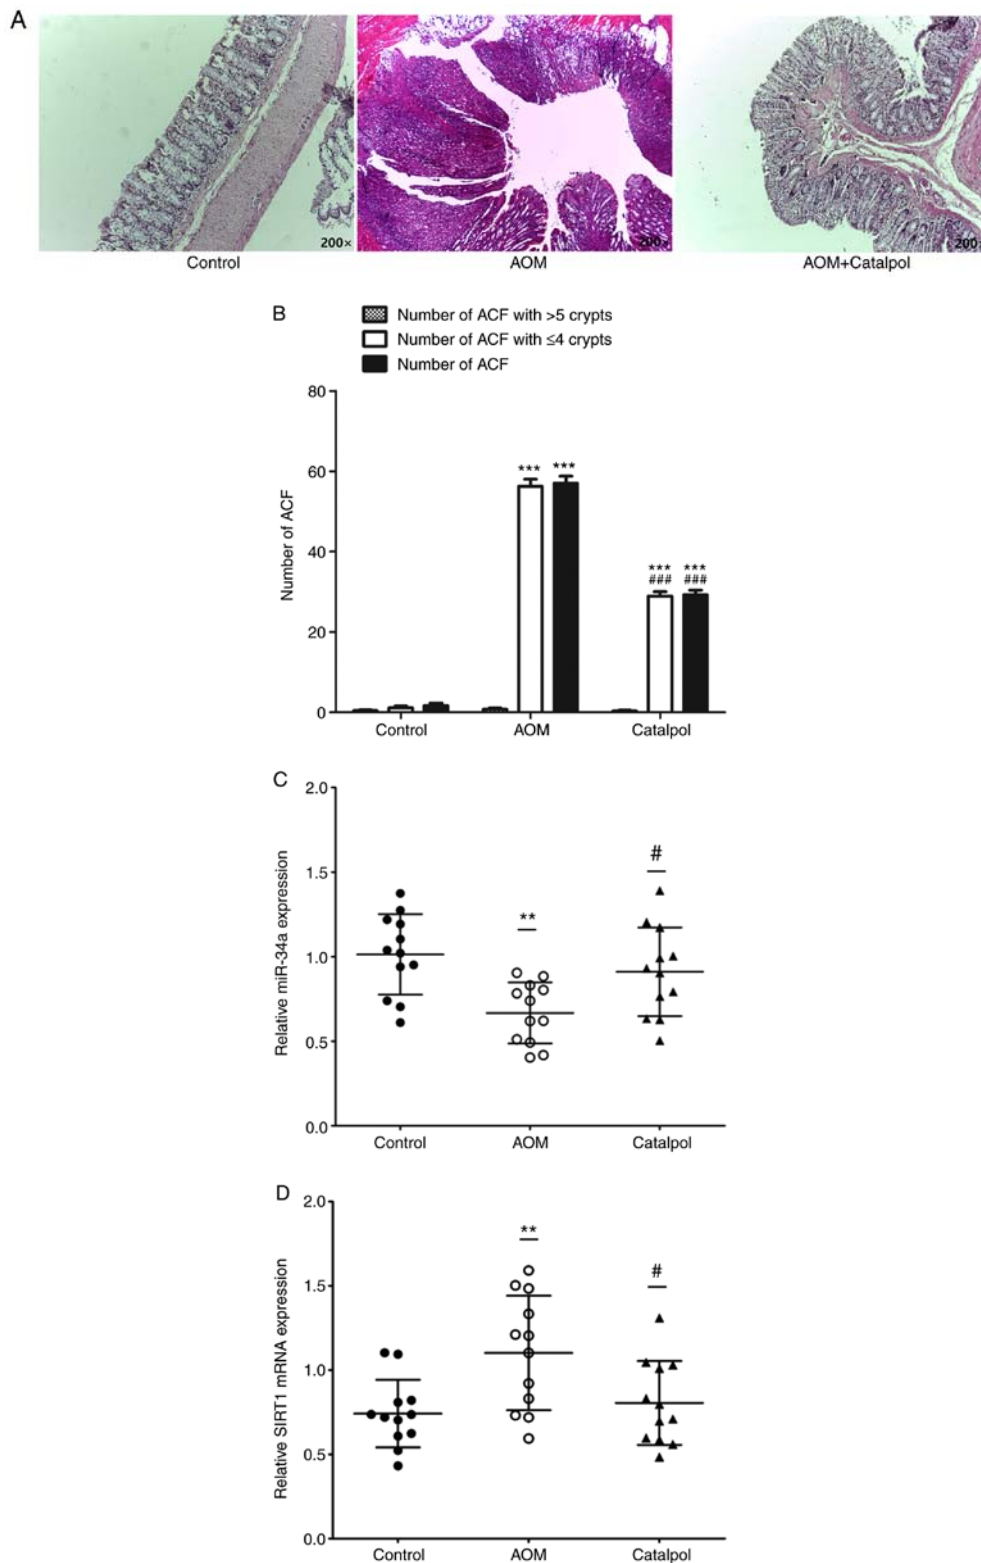 A
200×
200×
200×
Control
AOM
AOM+Catalpol
B
Number of ACF with >5 crypts
Number of ACF with ≤4 crypts
Number of ACF
80
60
40
20
0
Number of ACF
***
***
***
###
***
###
Control
AOM
Catalpol
C
2.0
1.5
1.0
0.5
0.0
Relative miR-34a expression
**
#
Control
AOM
Catalpol
D
2.0
1.5
1.0
0.5
0.0
Relative SIRT1 mRNA expression
**
#
Control
AOM
Catalpol